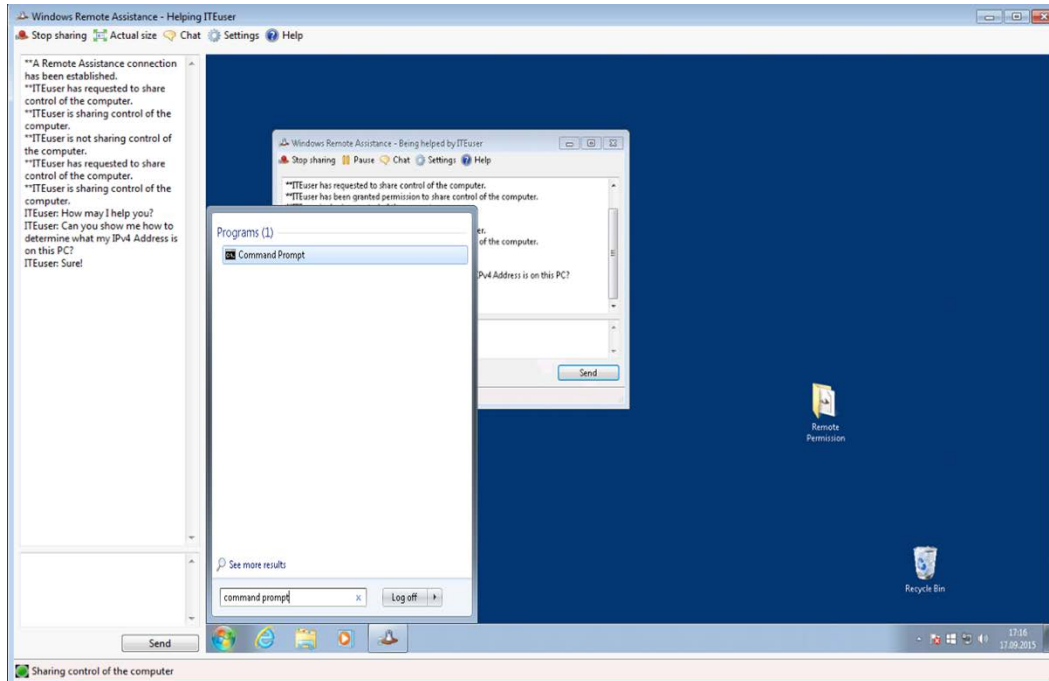 Windows Remote Assistance - Helping ITEuser
Stop sharing Actual size Chat Settings Help
**A Remote Assistance connection
has been established.
**ITEuser has requested to share
control of the computer.
**ITEuser is sharing control of the
computer.
**ITEuser is not sharing control of
the computer.
**ITEuser has requested to share
control of the computer.
**ITEuser is sharing control of the
computer.
ITEuser: How may I help you?
ITEuser: Can you show me how to
determine what my IPv4 Address is
on this PC?
ITEuser: Sure!
Send
Sharing control of the computer
Windows Remote Assistance - Being helped by ITEuser
Stop sharing Pause Chat Settings Help
**ITEuser has requested to share control of the computer.
**ITEuser has been granted permission to share control of the computer.
er.
of the computer.
IPv4 Address is on this PC?
Send
Programs (1)
Command Prompt
See more results
command prompt
x
Log off
Remote
Permission
Recycle Bin
17:16
17.09.2015